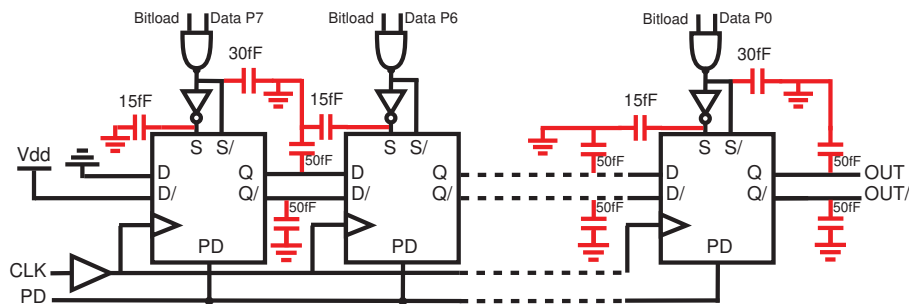 Bitload Data P7 Bitload Data P6 Bitload Data P0
30fF 30fF
15fF 15fF 15fF
Vdd S S/ S S/ S S/
50fF 50fF 50fF
D Q D Q D Q OUT
D/ Q/ D/ Q/ D/ Q/ OUT/
50fF 50fF 50fF
PD PD PD
CLK
PD